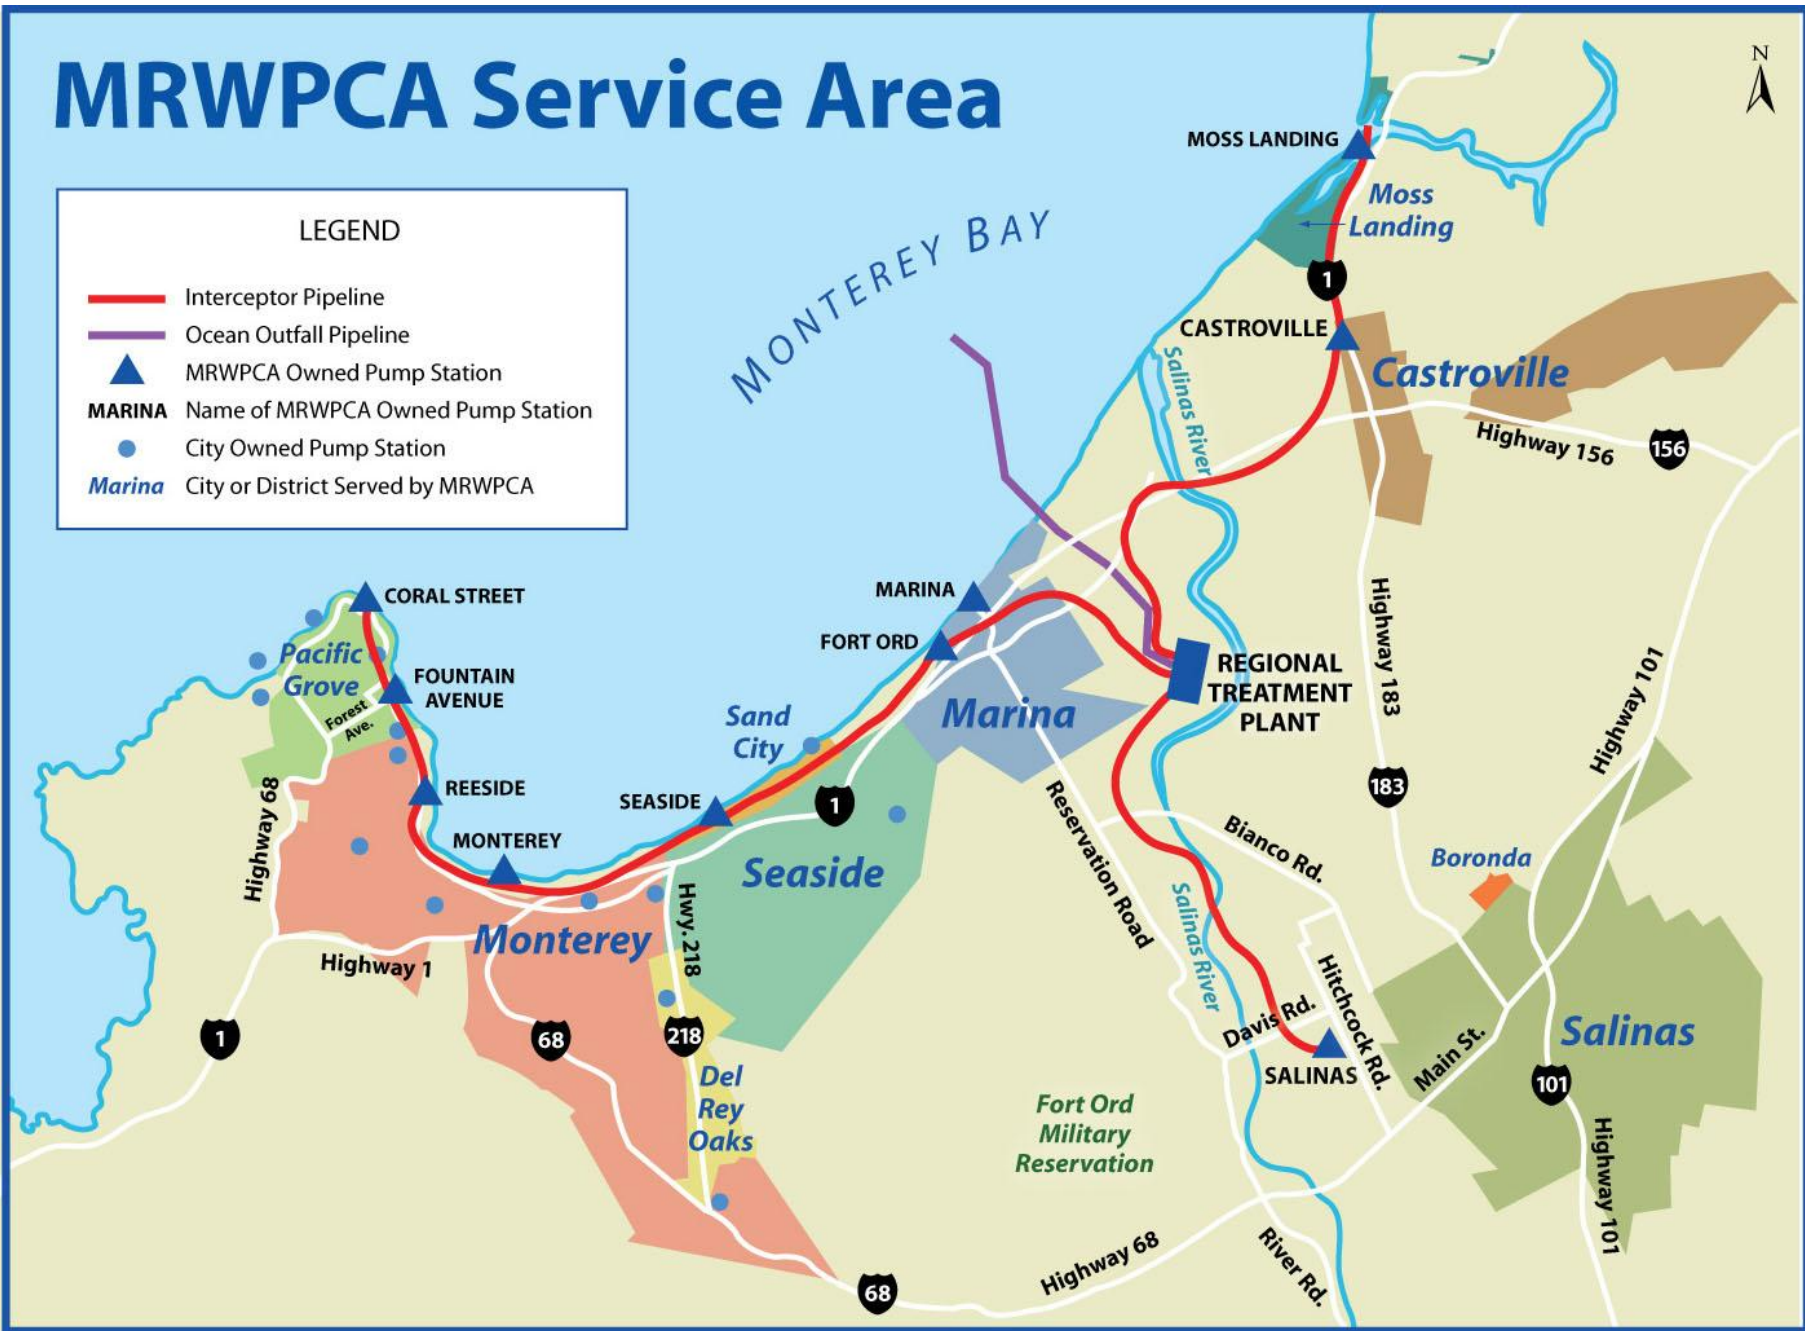 MRWPCA Service Area
N
LEGEND
Interceptor Pipeline
Ocean Outfall Pipeline
MRWPCA Owned Pump Station
MARINA Name of MRWPCA Owned Pump Station
City Owned Pump Station
Marina City or District Served by MRWPCA
MONTEREY BAY
MOSS LANDING
Moss
Landing
1
CASTROVILLE
Castroville
Salinas River
Highway 156
156
CORAL STREET
Pacific
Grove
FOUNTAIN
AVENUE
Forest
Ave.
MARINA
FORT ORD
Marina
REGIONAL
TREATMENT
PLANT
Highway 183
183
Highway 101
Sand
City
SEASIDE
1
Seaside
REESIDE
MONTEREY
Highway 68
Monterey
Highway 1
1
68
Hwy. 218
218
Del
Rey
Oaks
Reservation Road
Bianco Rd.
Boronda
Salinas River
Davis Rd.
Hitchcock Rd.
SALINAS
Main St.
Salinas
101
Highway 101
Fort Ord
Military
Reservation
Highway 68
68
River Rd.